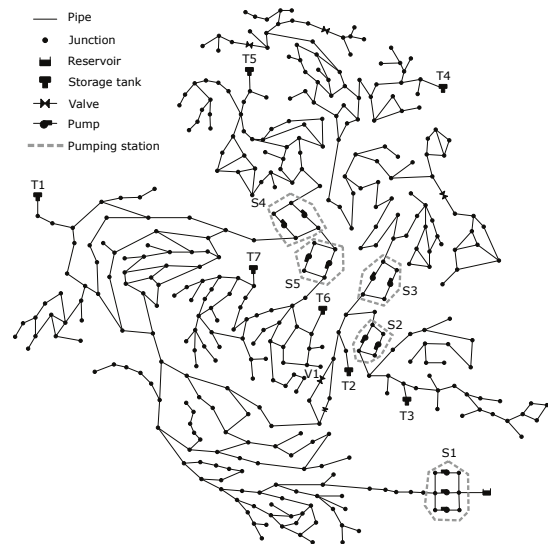 Pipe
Junction
Reservoir
Storage tank
Valve
Pump
Pumping station
T5
T4
T1
S4
T7
S5
T6
S3
S2
V1
T2
T3
S1